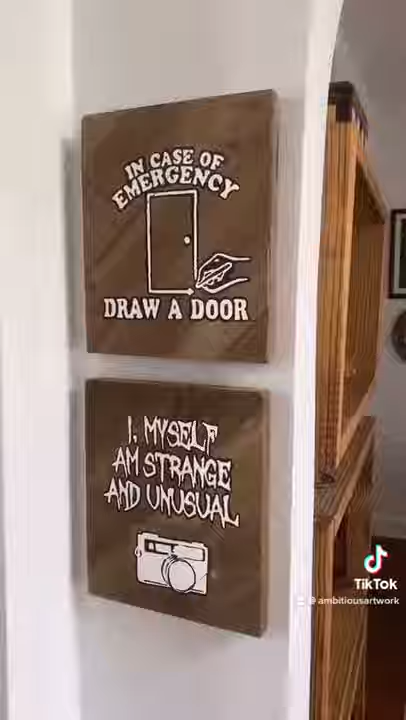 IN CASE OF
EMERGENCY
DRAW A DOOR
I, MYSELF
AM STRANGE
AND UNUSUAL
TikTok
@ ambitiousartwork